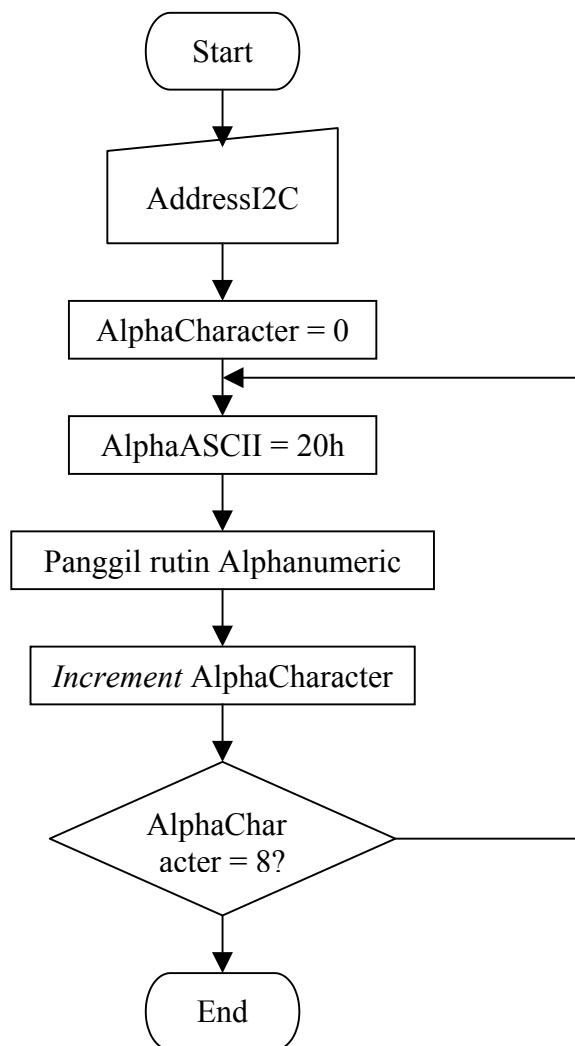 Start
AddressI2C
AlphaCharacter = 0
AlphaASCII = 20h
Panggil rutin Alphanumeric
Increment AlphaCharacter
AlphaChar
acter = 8?
End